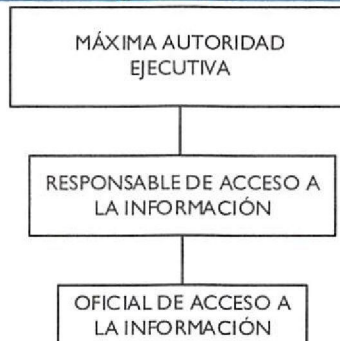 MÁXIMA AUTORIDAD
EJECUTIVA
RESPONSABLE DE ACCESO A
LA INFORMACIÓN
OFICIAL DE ACCESO A
LA INFORMACIÓN